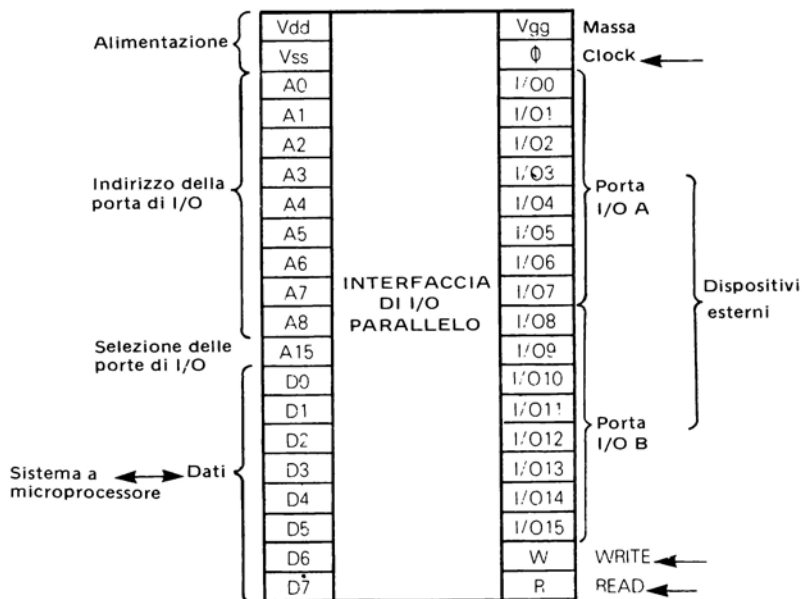 Alimentazione
Indirizzo della
porta di I/O
Selezione delle
porte di I/O
Sistema a
microprocessore
Dati
Vdd
Vss
A0
A1
A2
A3
A4
A5
A6
A7
A8
A15
D0
D1
D2
D3
D4
D5
D6
D7
INTERFACCIA
DI I/O
PARALLELO
Vgg
Φ
I/O0
I/O1
I/O2
I/O3
I/O4
I/O5
I/O6
I/O7
I/O8
I/O9
I/O10
I/O11
I/O12
I/O13
I/O14
I/O15
W
R
Massa
Clock
Porta
I/O A
Porta
I/O B
WRITE
READ
Dispositivi
esterni